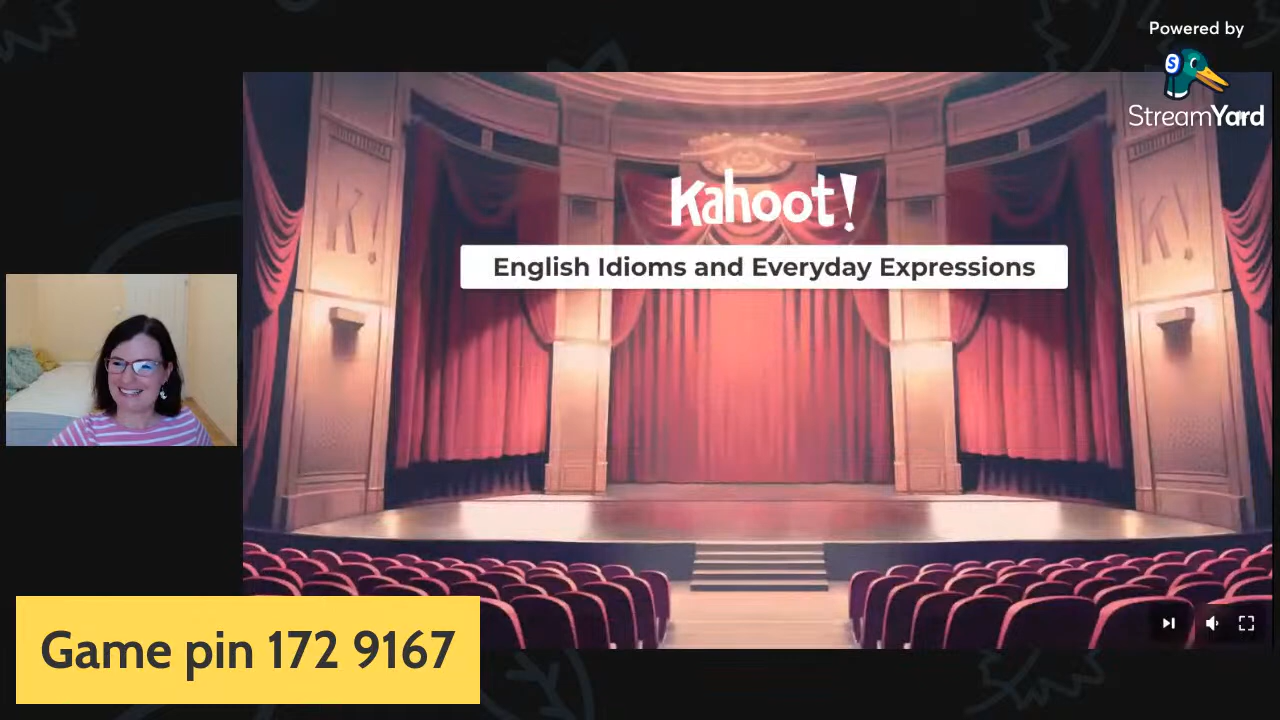 Powered by
S
StreamYard
Kahoot!
English Idioms and Everyday Expressions
K!
K!
Game pin 172 9167